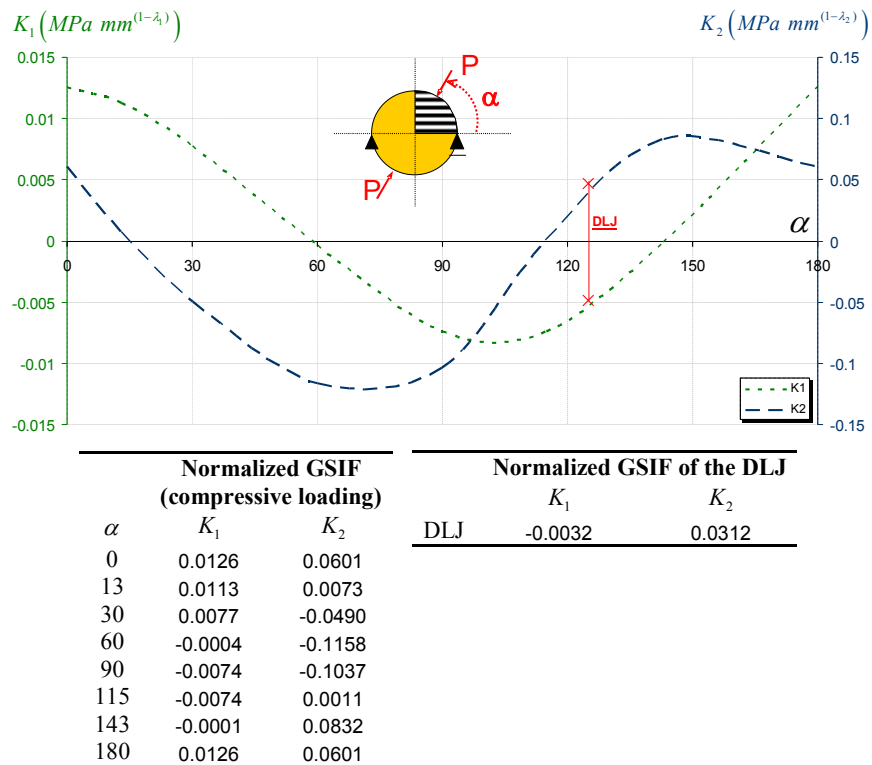 K₁(MPa mm^(1-λ₁)) K₂(MPa mm^(1-λ₂))
0.015 0.15
0.01 0.1
0.005 0.05
0 0
-0.005 -0.05
-0.01 -0.1
-0.015 -0.15
P
α
P
DLJ
α
0 30 60 90 120 150 180
K1
K2
Normalized GSIF
(compressive loading)
α K₁ K₂
0 0.0126 0.0601
13 0.0113 0.0073
30 0.0077 -0.0490
60 -0.0004 -0.1158
90 -0.0074 -0.1037
115 -0.0074 0.0011
143 -0.0001 0.0832
180 0.0126 0.0601
Normalized GSIF of the DLJ
K₁ K₂
DLJ -0.0032 0.0312